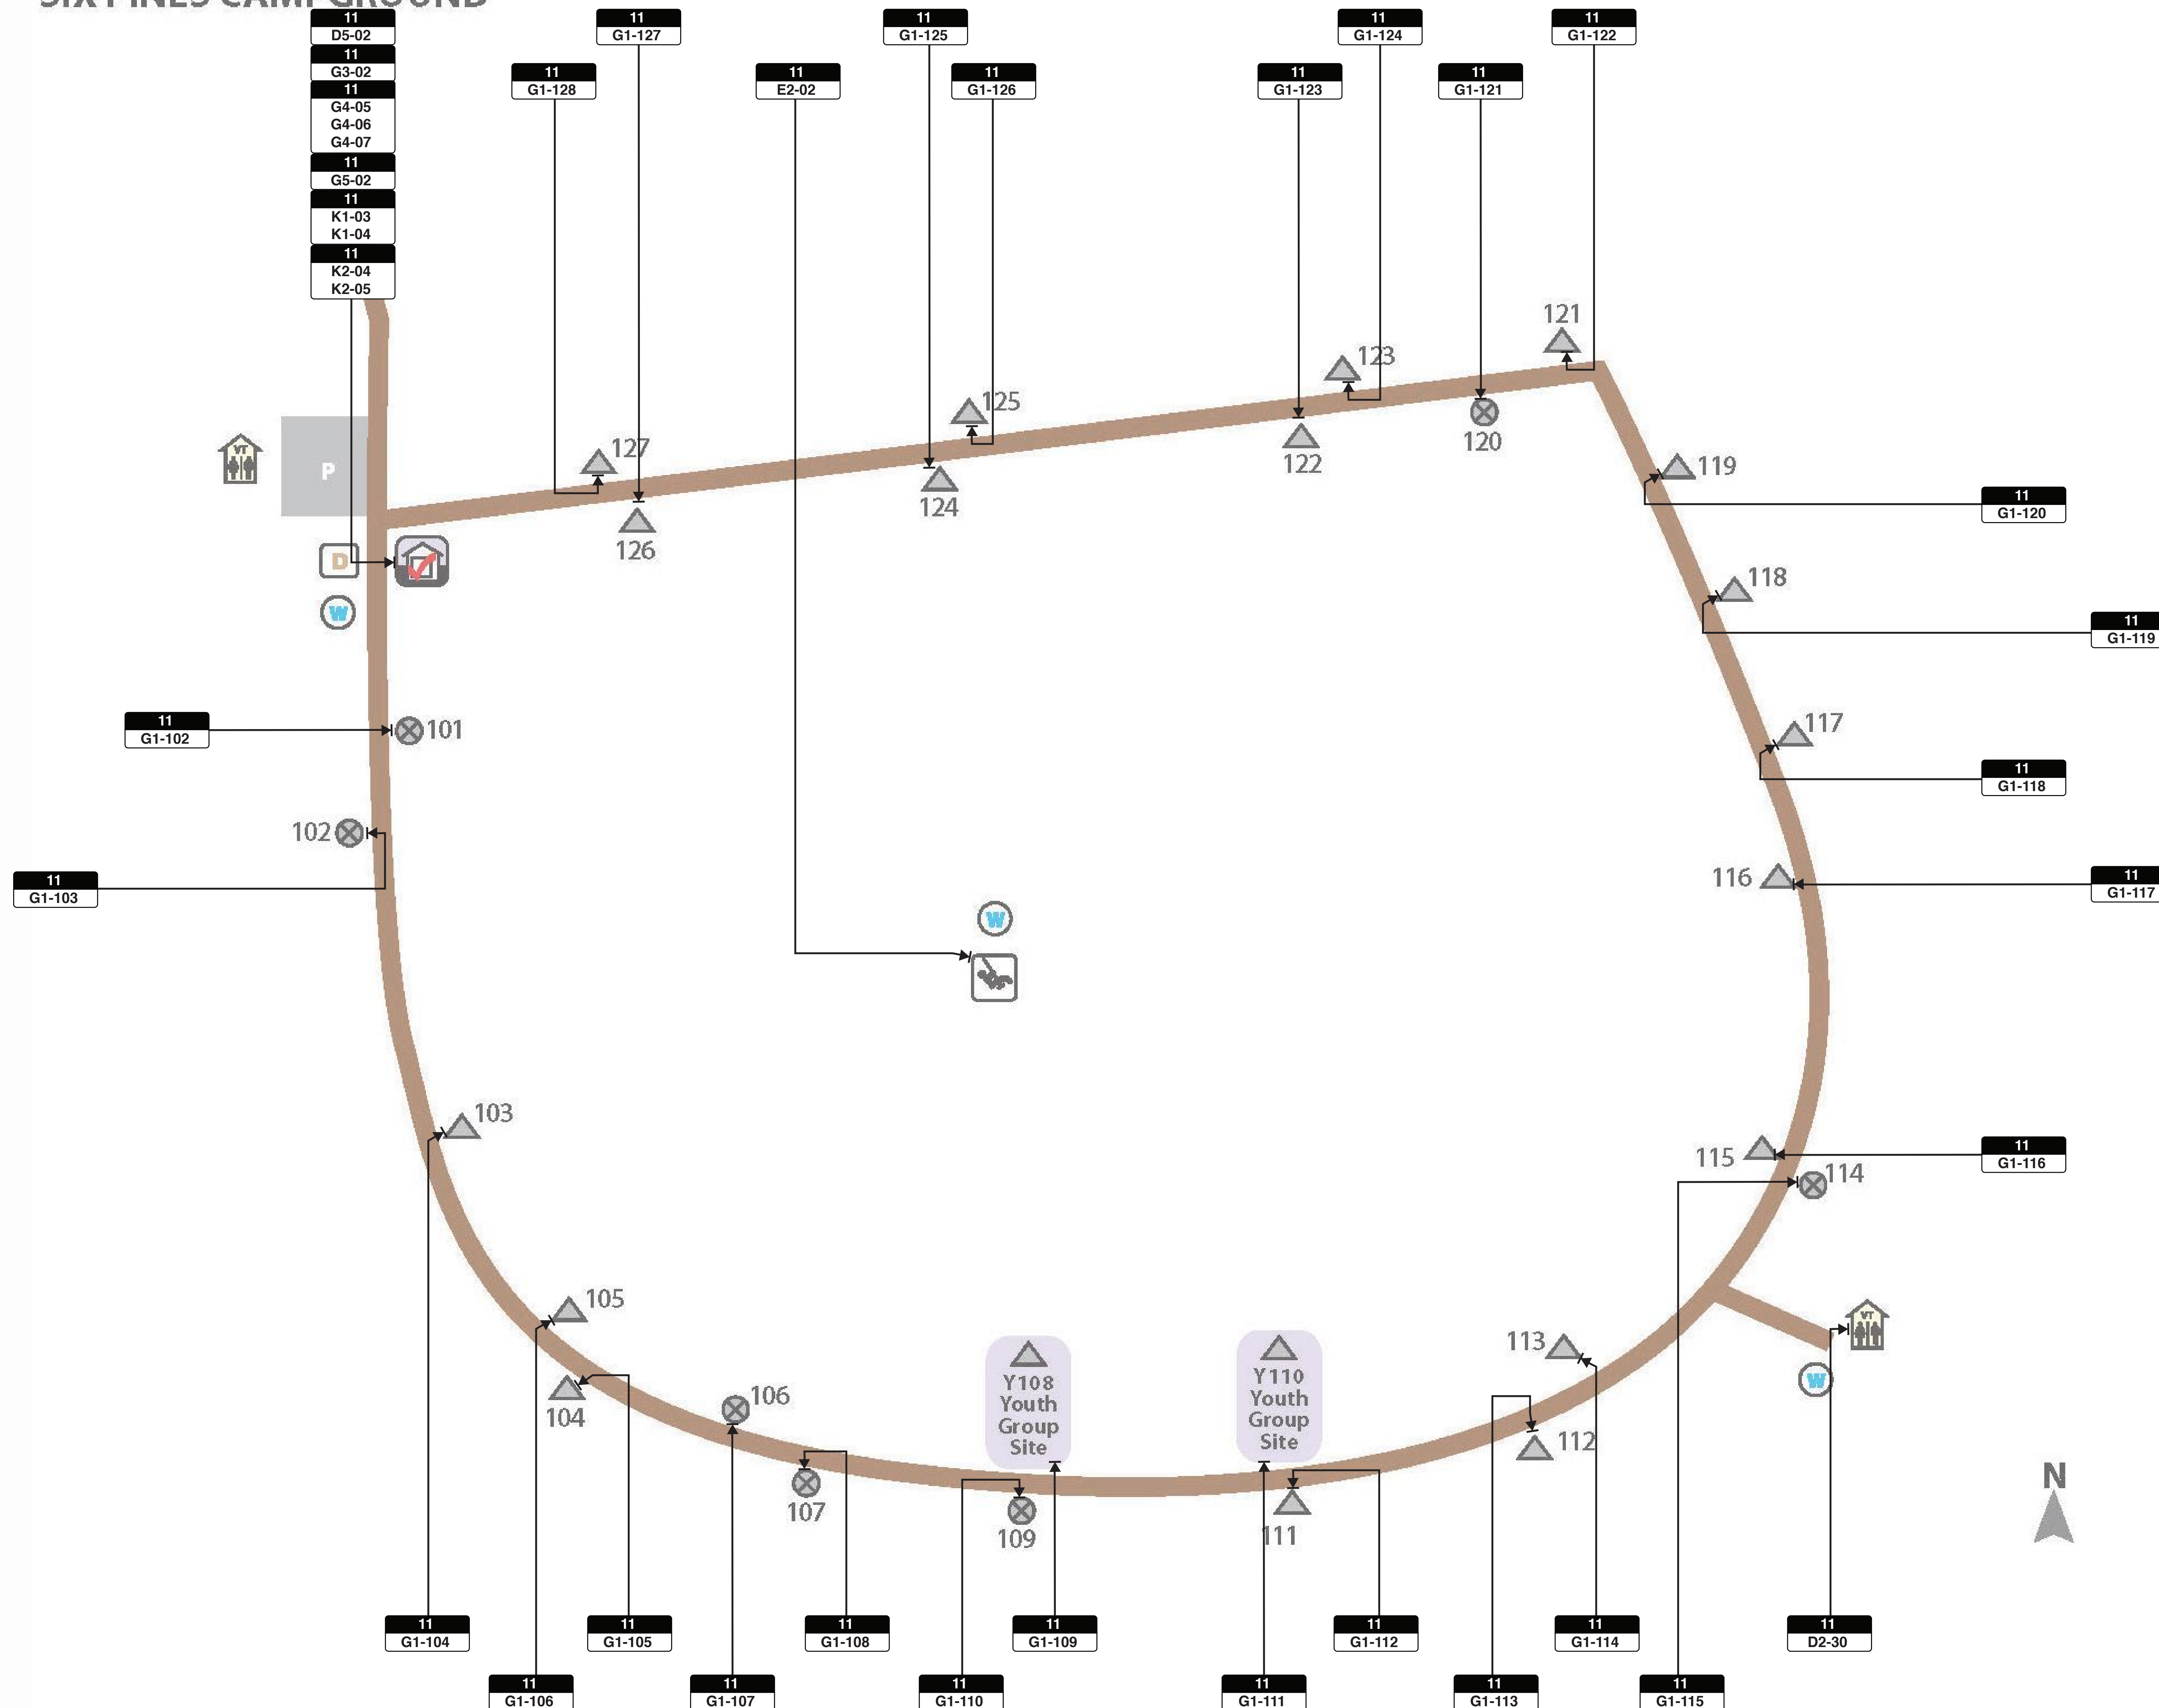 SIX PINES CAMPGROUND
11
D5-02
11
G3-02
11
G4-05
G4-06
G4-07
11
G5-02
11
K1-03
K1-04
11
K2-04
K2-05
11
G1-127
11
G1-128
11
E2-02
11
G1-125
11
G1-126
11
G1-124
11
G1-123
11
G1-121
11
G1-122
121
123
125
127
120
122
124
126
119
11
G1-120
118
11
G1-119
117
11
G1-118
116
11
G1-117
VT
P
D
W
11
G1-102
101
102
11
G1-103
W
103
115
11
G1-116
114
105
104
106
107
109
Y108
Youth
Group
Site
Y110
Youth
Group
Site
111
113
112
VT
W
N
11
G1-104
11
G1-105
11
G1-108
11
G1-109
11
G1-112
11
G1-114
11
D2-30
11
G1-106
11
G1-107
11
G1-110
11
G1-111
11
G1-113
11
G1-115